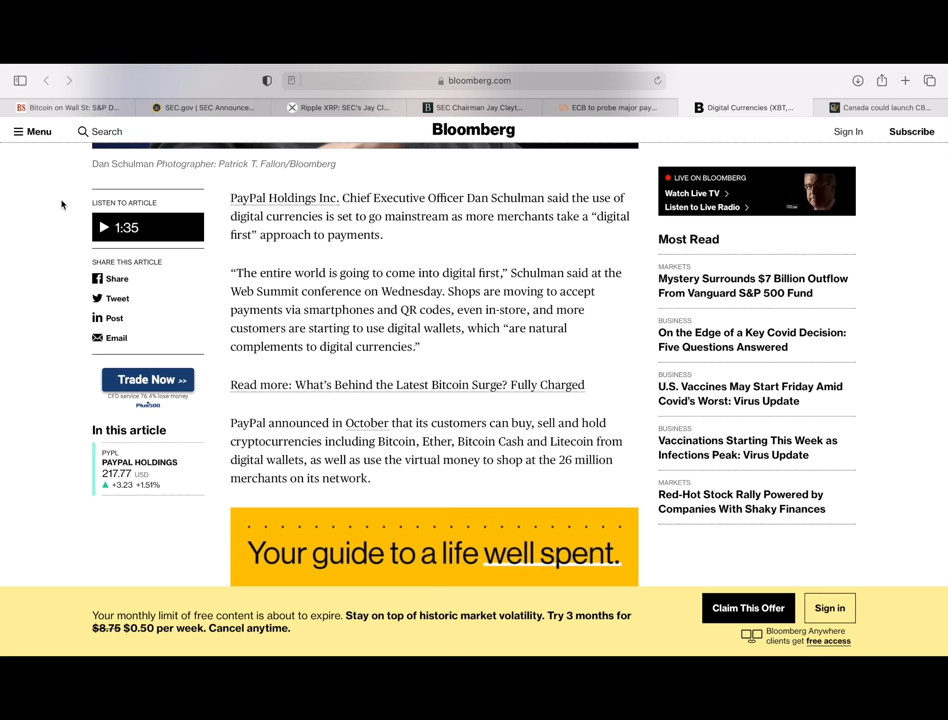 bloomberg.com
BS Bitcoin on Wall St: S&P D...
SEC.gov | SEC Announce...
Ripple XRP: SEC's Jay Cl...
SEC Chairman Jay Clayt...
ECB to probe major pay...
Digital Currencies (XBT,...
Canada could launch CB...
Menu
Search
Bloomberg
Sign In
Subscribe
Dan Schulman Photographer: Patrick T. Fallon/Bloomberg
LISTEN TO ARTICLE
1:35
SHARE THIS ARTICLE
Share
Tweet
Post
Email
Trade Now >>
CFD service 76.4% lose money
Plus500
In this article
PYPL
PAYPAL HOLDINGS
217.77 USD
+3.23 +1.51%
PayPal Holdings Inc. Chief Executive Officer Dan Schulman said the use of
digital currencies is set to go mainstream as more merchants take a “digital
first” approach to payments.
“The entire world is going to come into digital first,” Schulman said at the
Web Summit conference on Wednesday. Shops are moving to accept
payments via smartphones and QR codes, even in-store, and more
customers are starting to use digital wallets, which “are natural
complements to digital currencies.”
Read more: What’s Behind the Latest Bitcoin Surge? Fully Charged
PayPal announced in October that its customers can buy, sell and hold
cryptocurrencies including Bitcoin, Ether, Bitcoin Cash and Litecoin from
digital wallets, as well as use the virtual money to shop at the 26 million
merchants on its network.
Your guide to a life well spent.
LIVE ON BLOOMBERG
Watch Live TV >
Listen to Live Radio >
Most Read
MARKETS
Mystery Surrounds $7 Billion Outflow
From Vanguard S&P 500 Fund
BUSINESS
On the Edge of a Key Covid Decision:
Five Questions Answered
BUSINESS
U.S. Vaccines May Start Friday Amid
Covid’s Worst: Virus Update
BUSINESS
Vaccinations Starting This Week as
Infections Peak: Virus Update
MARKETS
Red-Hot Stock Rally Powered by
Companies With Shaky Finances
Your monthly limit of free content is about to expire. Stay on top of historic market volatility. Try 3 months for
$8.75 $0.50 per week. Cancel anytime.
Claim This Offer
Sign in
Bloomberg Anywhere
clients get free access